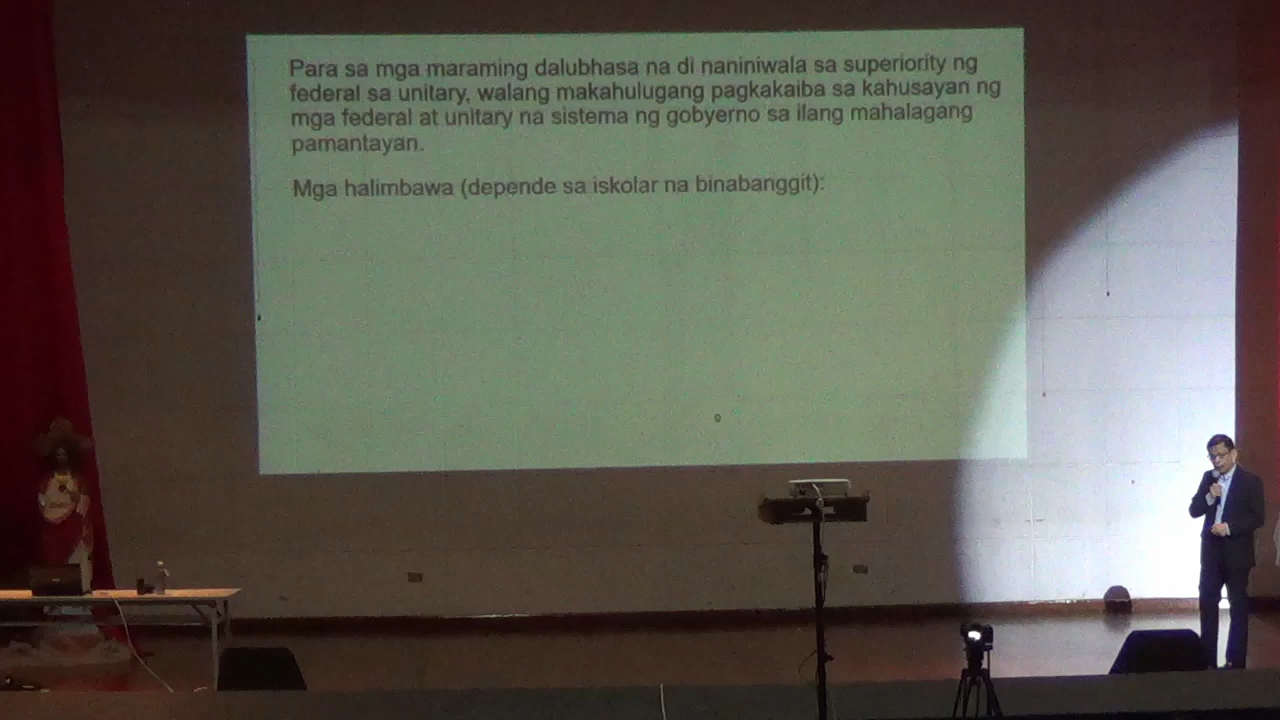 Para sa mga maraming dalubhasa na di naniniwala sa superiority ng
federal sa unitary, walang makahulugang pagkakaiba sa kahusayan ng
mga federal at unitary na sistema ng gobyerno sa ilang mahalagang
pamantayan.
Mga halimbawa (depende sa iskolar na binabanggit):